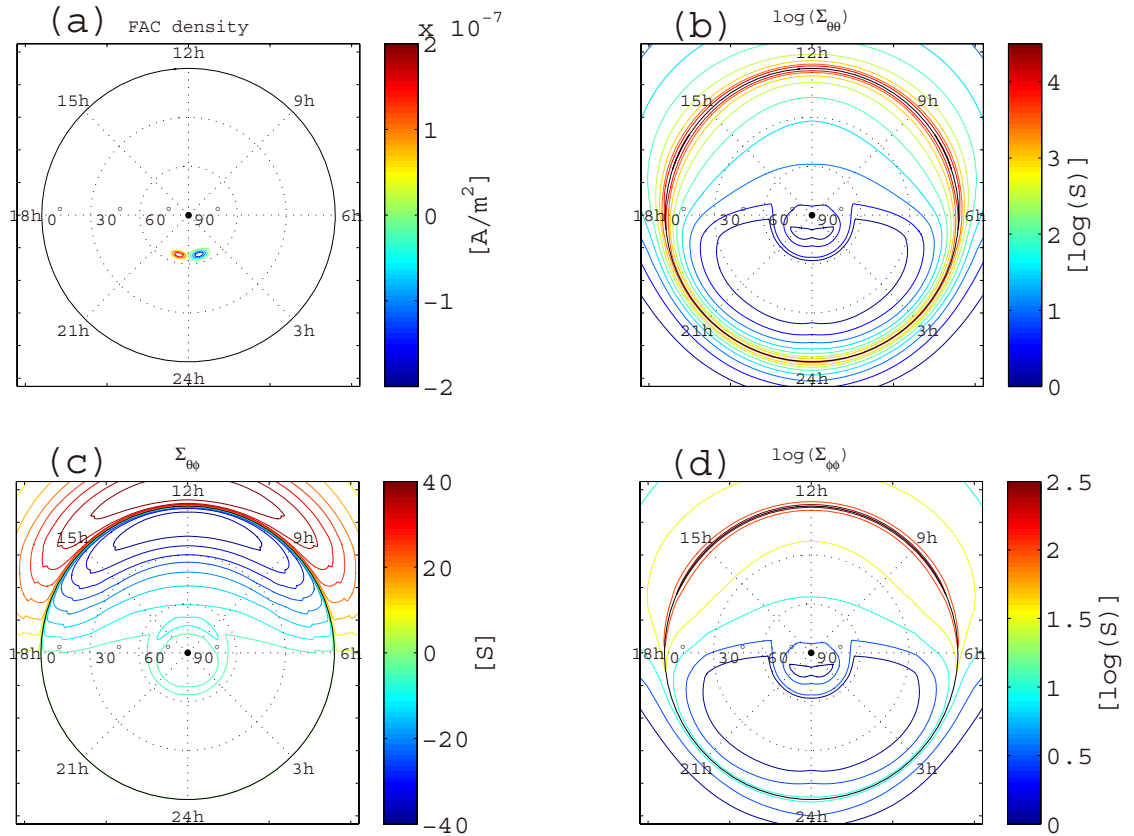 (a)
FAC density
x 10⁻⁷
12h
15h
9h
18h
0°
30°
60°
90°
6h
21h
3h
24h
2
1
0
−1
−2
[A/m²]
(b)
log(Σθθ)
12h
15h
9h
18h
0°
30°
60°
90°
6h
21h
3h
24h
4
3
2
1
0
[log(S)]
(c)
Σθϕ
12h
15h
9h
18h
0°
30°
60°
90°
6h
21h
3h
24h
40
20
0
−20
−40
[S]
(d)
log(Σϕϕ)
12h
15h
9h
18h
0°
30°
60°
90°
6h
21h
3h
24h
2.5
2
1.5
1
0.5
0
[log(S)]